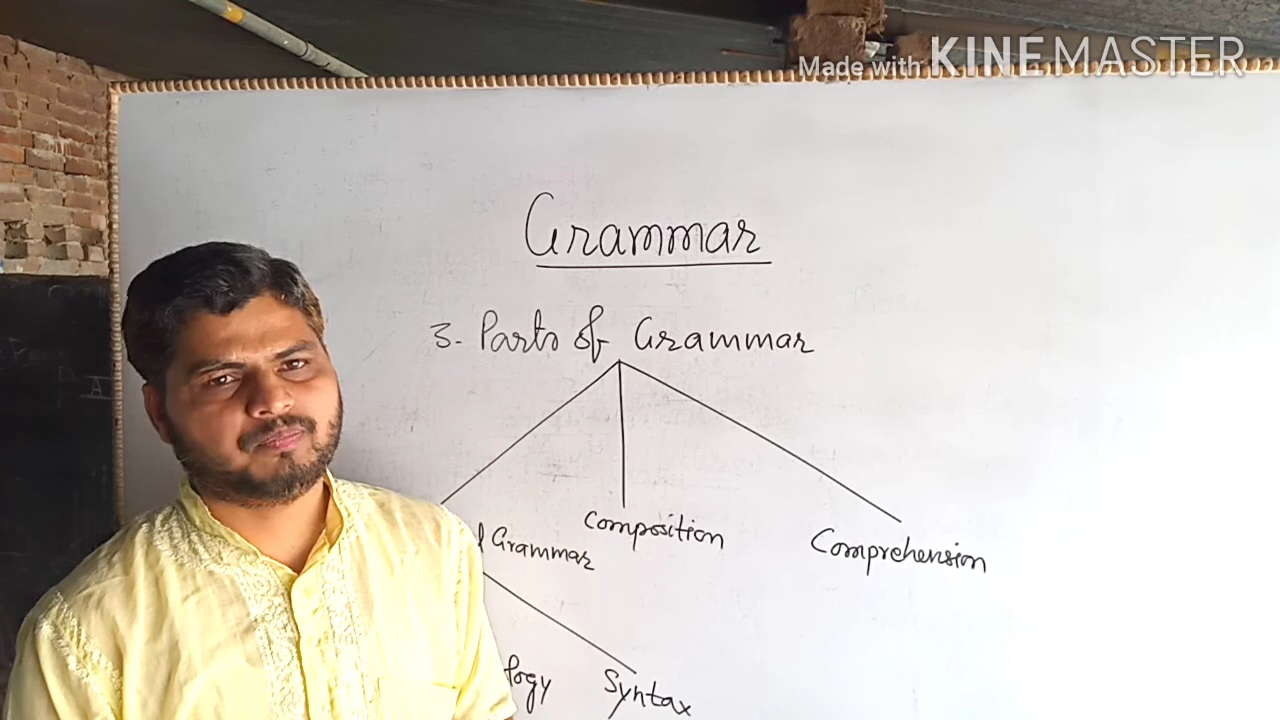 Made with KINEMASTER
Grammar
3. Parts of Grammar
Composition
Grammar
Comprehension
Syntax